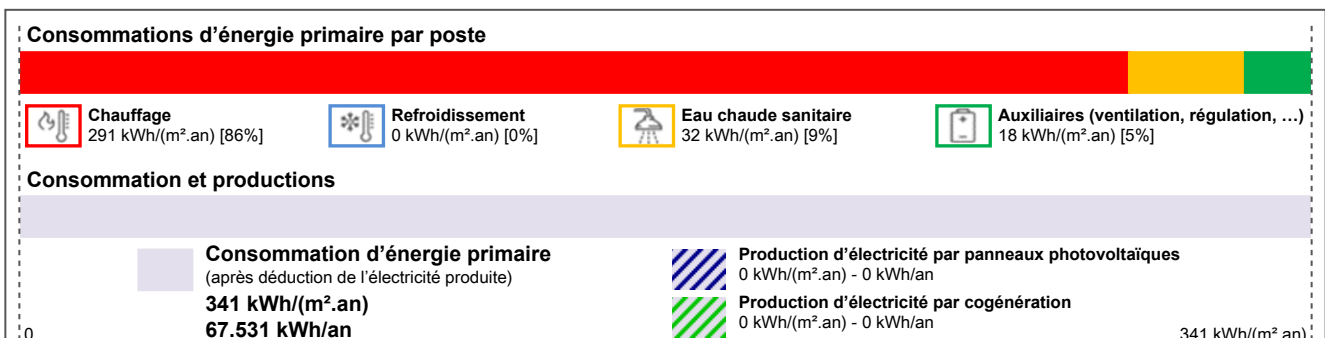 Consommations d’énergie primaire par poste
Chauffage
291 kWh/(m².an) [86%]
Refroidissement
0 kWh/(m².an) [0%]
Eau chaude sanitaire
32 kWh/(m².an) [9%]
Auxiliaires (ventilation, régulation, …)
18 kWh/(m².an) [5%]
Consommation et productions
Consommation d’énergie primaire
(après déduction de l’électricité produite)
341 kWh/(m².an)
67.531 kWh/an
Production d’électricité par panneaux photovoltaïques
0 kWh/(m².an) - 0 kWh/an
Production d’électricité par cogénération
0 kWh/(m².an) - 0 kWh/an
0
341 kWh/(m².an)